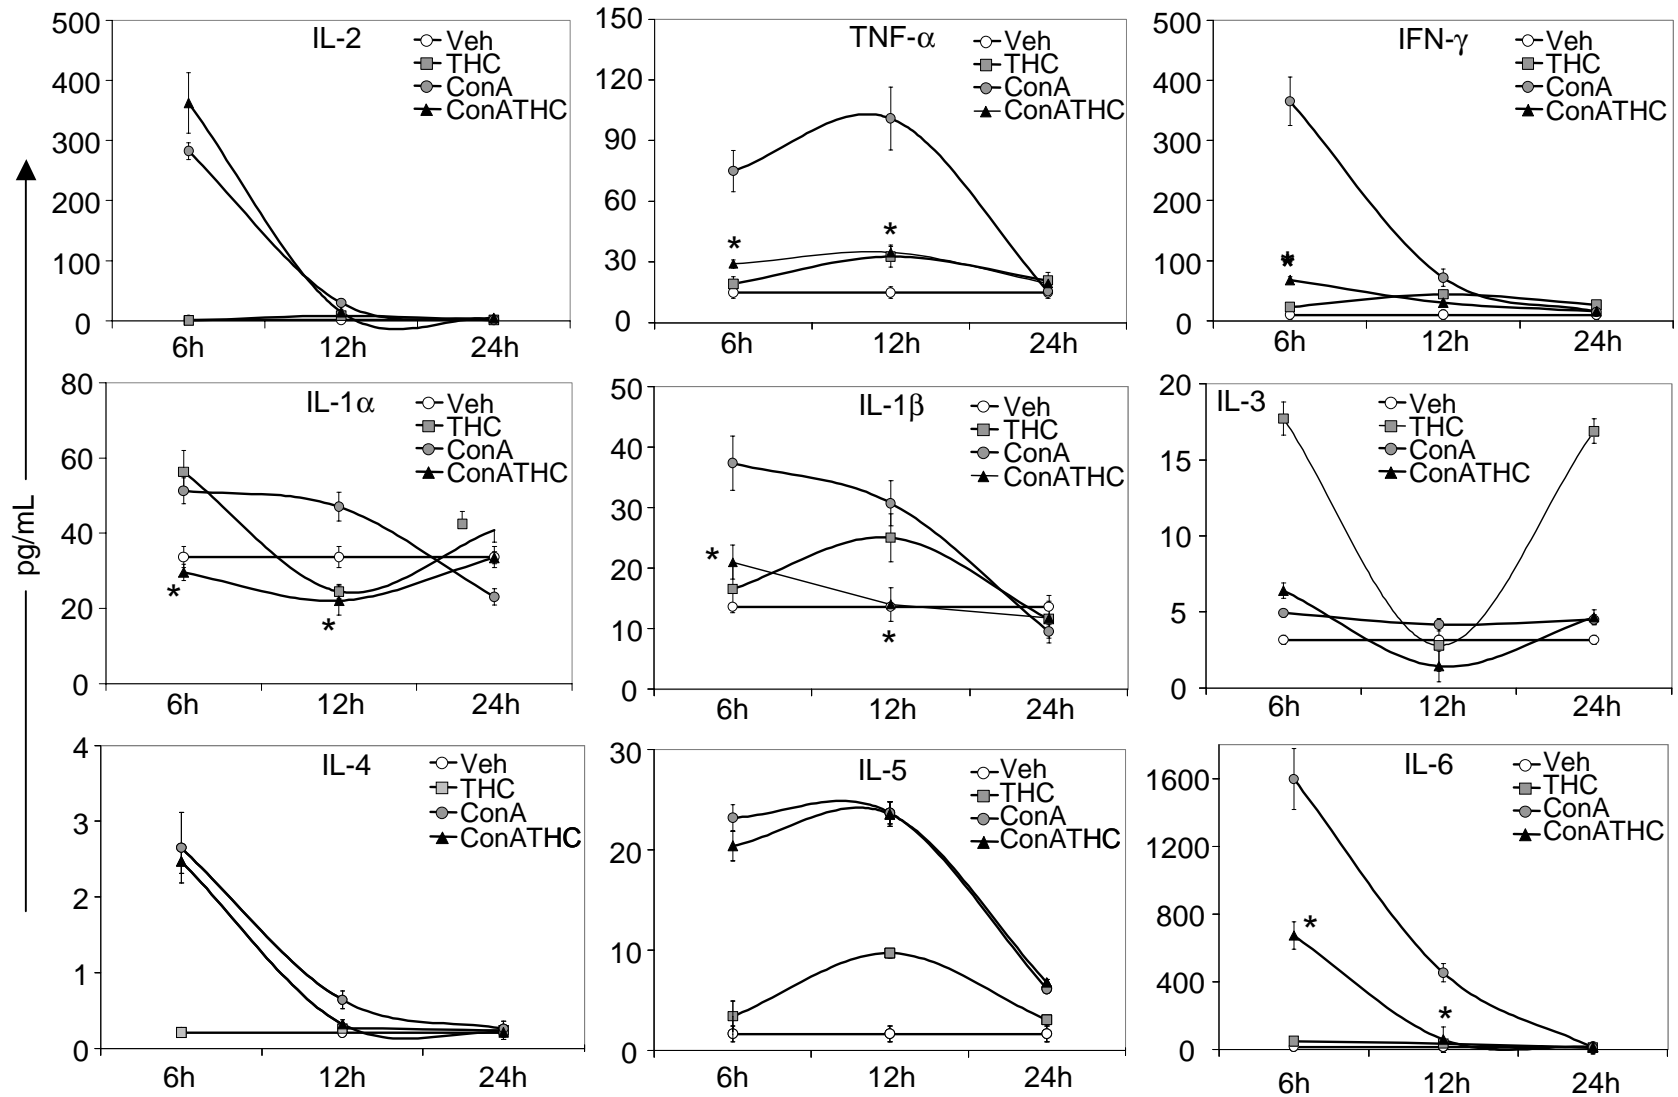 pg/mL
IL-2
Veh
THC
ConA
ConATHC
500
400
300
200
100
0
6h 12h 24h
TNF-α
Veh
THC
ConA
ConATHC
150
120
90
60
30
0
* *
6h 12h 24h
IFN-γ
Veh
THC
ConA
ConATHC
500
400
300
200
100
0
*
6h 12h 24h
IL-1α
Veh
THC
ConA
ConATHC
80
60
40
20
0
* *
6h 12h 24h
IL-1β
Veh
THC
ConA
ConATHC
50
40
30
20
10
0
* *
6h 12h 24h
IL-3
Veh
THC
ConA
ConATHC
20
15
10
5
0
6h 12h 24h
IL-4
Veh
THC
ConA
ConATHC
4
3
2
1
0
6h 12h 24h
IL-5
Veh
THC
ConA
ConATHC
30
20
10
0
6h 12h 24h
IL-6
Veh
THC
ConA
ConATHC
1600
1200
800
400
0
* *
6h 12h 24h